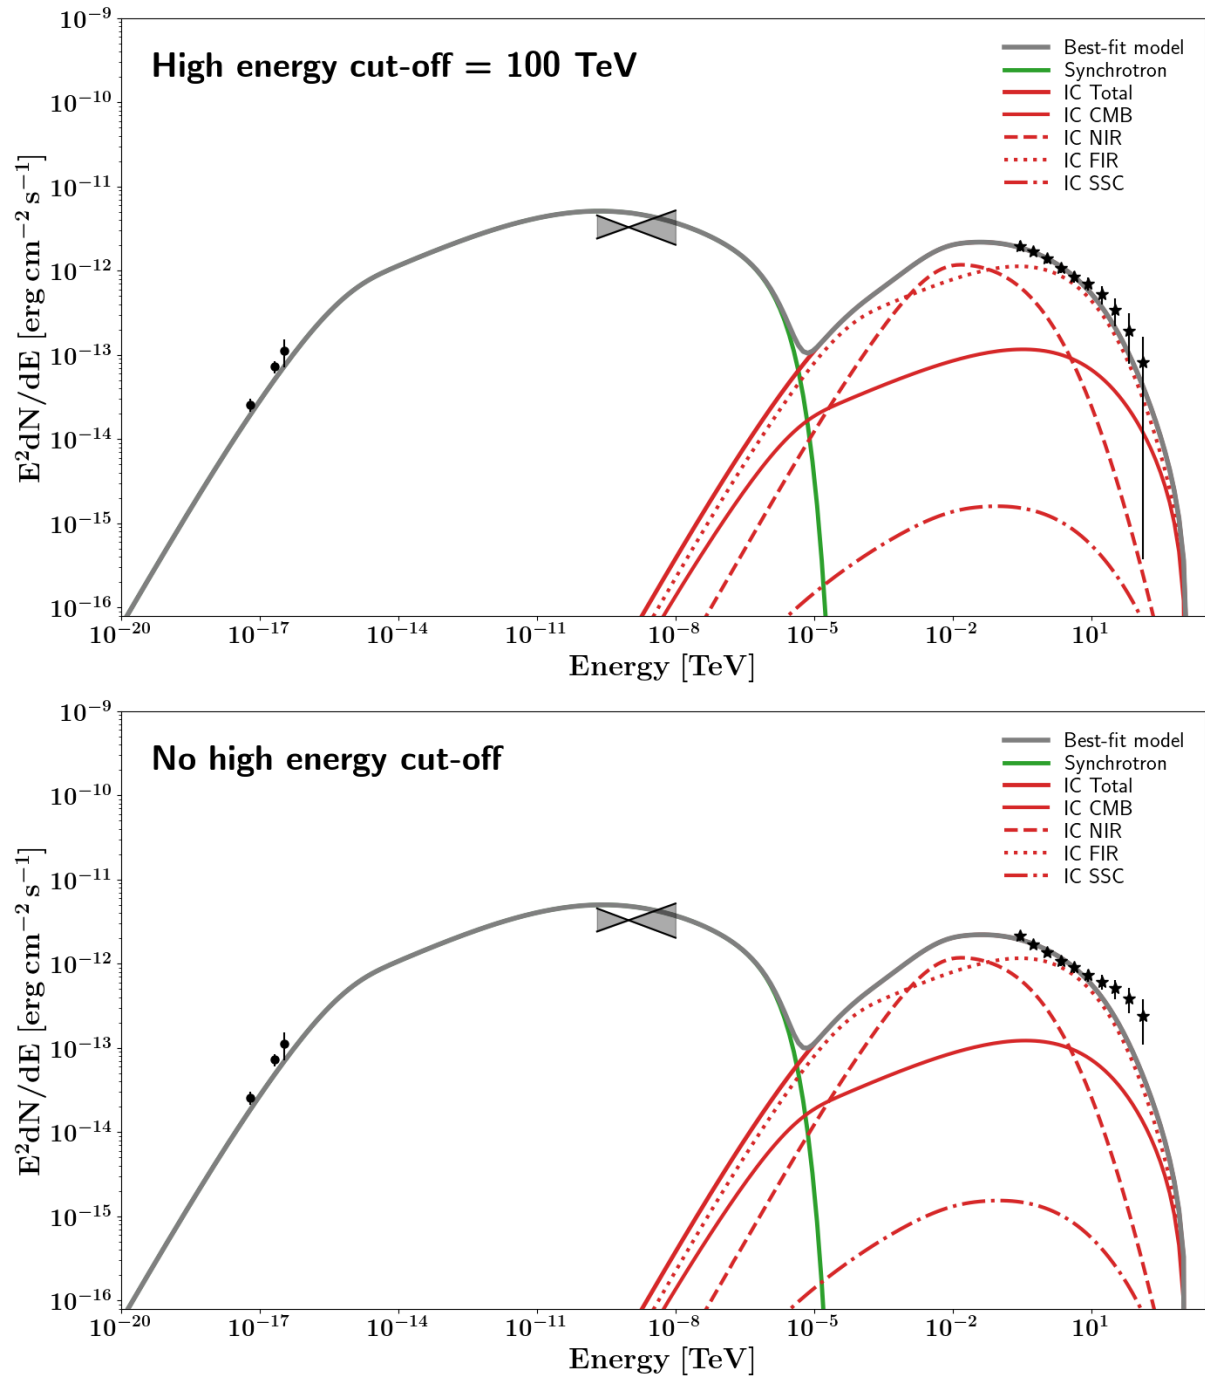 High energy cut-off = 100 TeV
Best-fit model
Synchrotron
IC Total
IC CMB
IC NIR
IC FIR
IC SSC
10⁻⁹
10⁻¹⁰
10⁻¹¹
10⁻¹²
10⁻¹³
10⁻¹⁴
10⁻¹⁵
10⁻¹⁶
E²dN/dE [erg cm⁻² s⁻¹]
10⁻²⁰ 10⁻¹⁷ 10⁻¹⁴ 10⁻¹¹ 10⁻⁸ 10⁻⁵ 10⁻² 10¹
Energy [TeV]
No high energy cut-off
Best-fit model
Synchrotron
IC Total
IC CMB
IC NIR
IC FIR
IC SSC
10⁻⁹
10⁻¹⁰
10⁻¹¹
10⁻¹²
10⁻¹³
10⁻¹⁴
10⁻¹⁵
10⁻¹⁶
E²dN/dE [erg cm⁻² s⁻¹]
10⁻²⁰ 10⁻¹⁷ 10⁻¹⁴ 10⁻¹¹ 10⁻⁸ 10⁻⁵ 10⁻² 10¹
Energy [TeV]